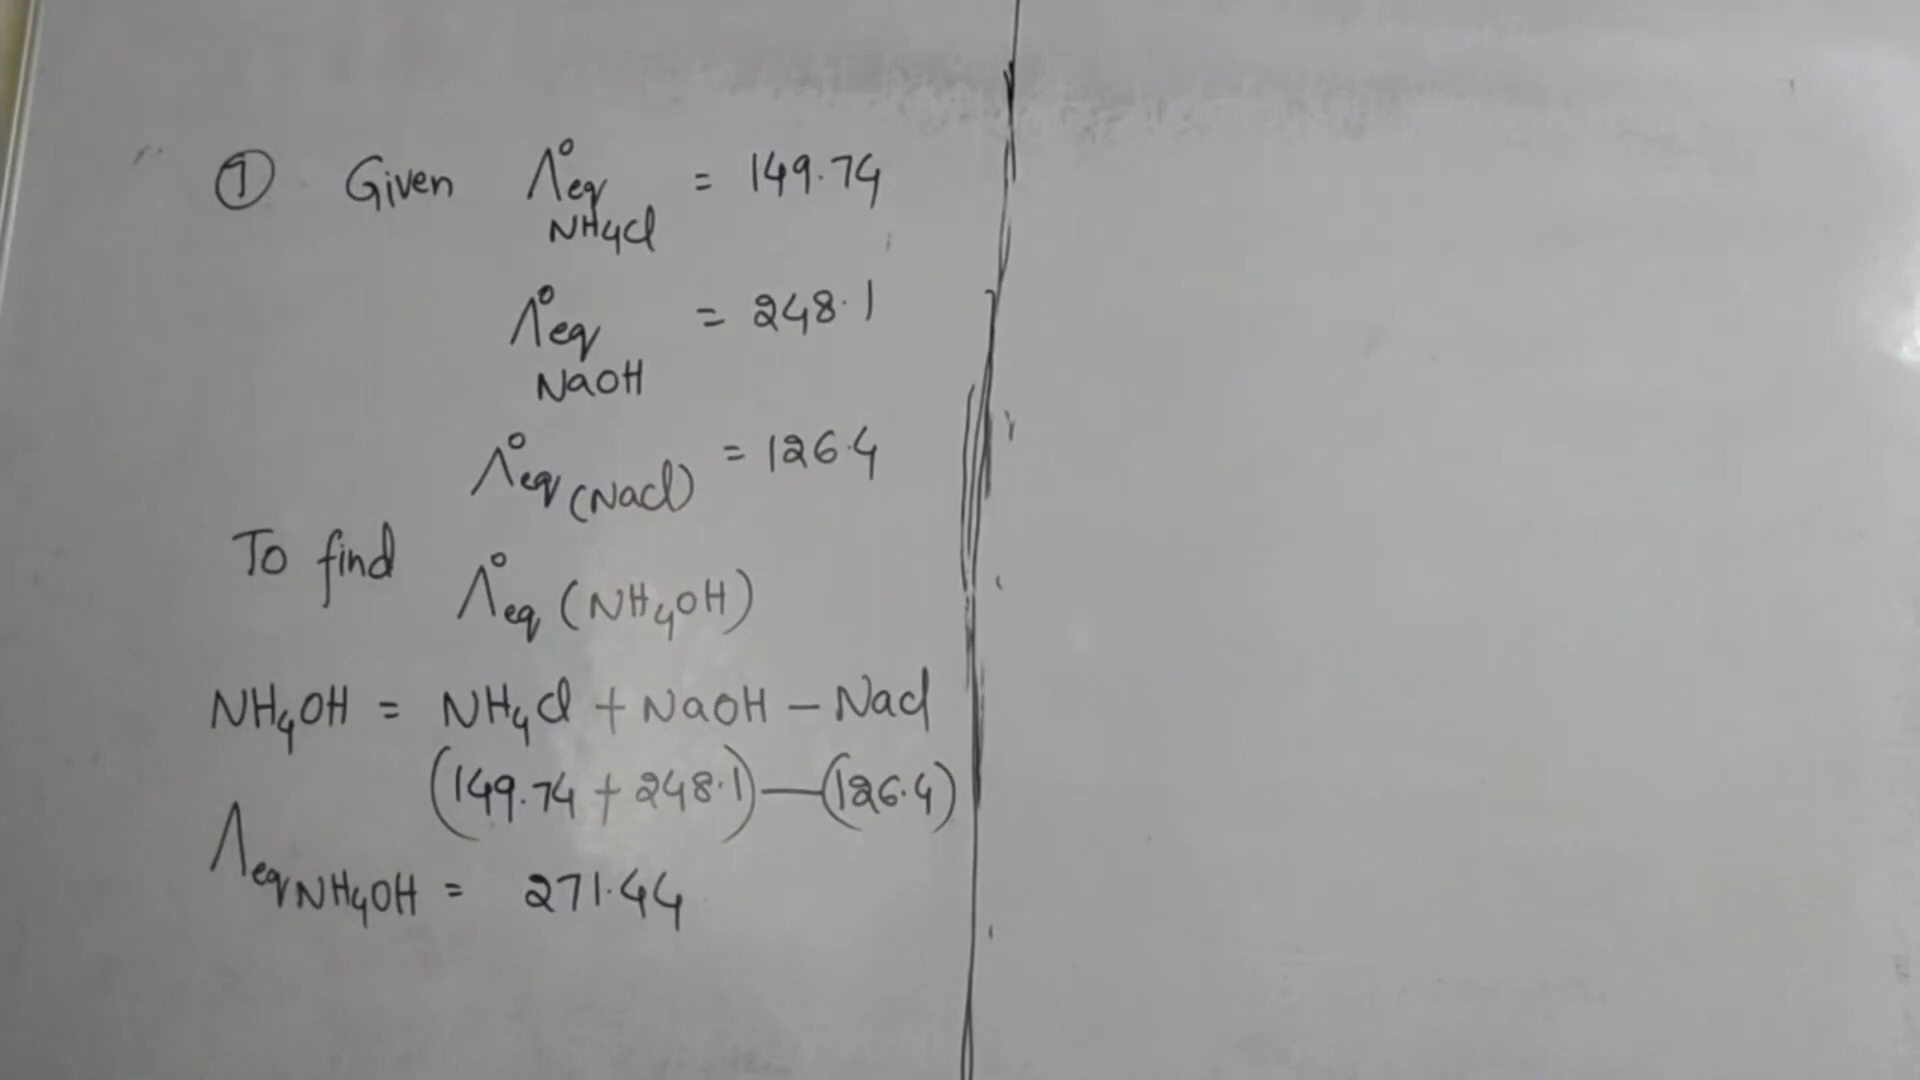 ① Given Λ°eq NH₄Cl = 149.74
Λ°eq NaOH = 248.1
Λ°eq (NaCl) = 126.4
To find Λ°eq (NH₄OH)
NH₄OH = NH₄Cl + NaOH – NaCl
(149.74 + 248.1) — (126.4)
Λeq NH₄OH = 271.44